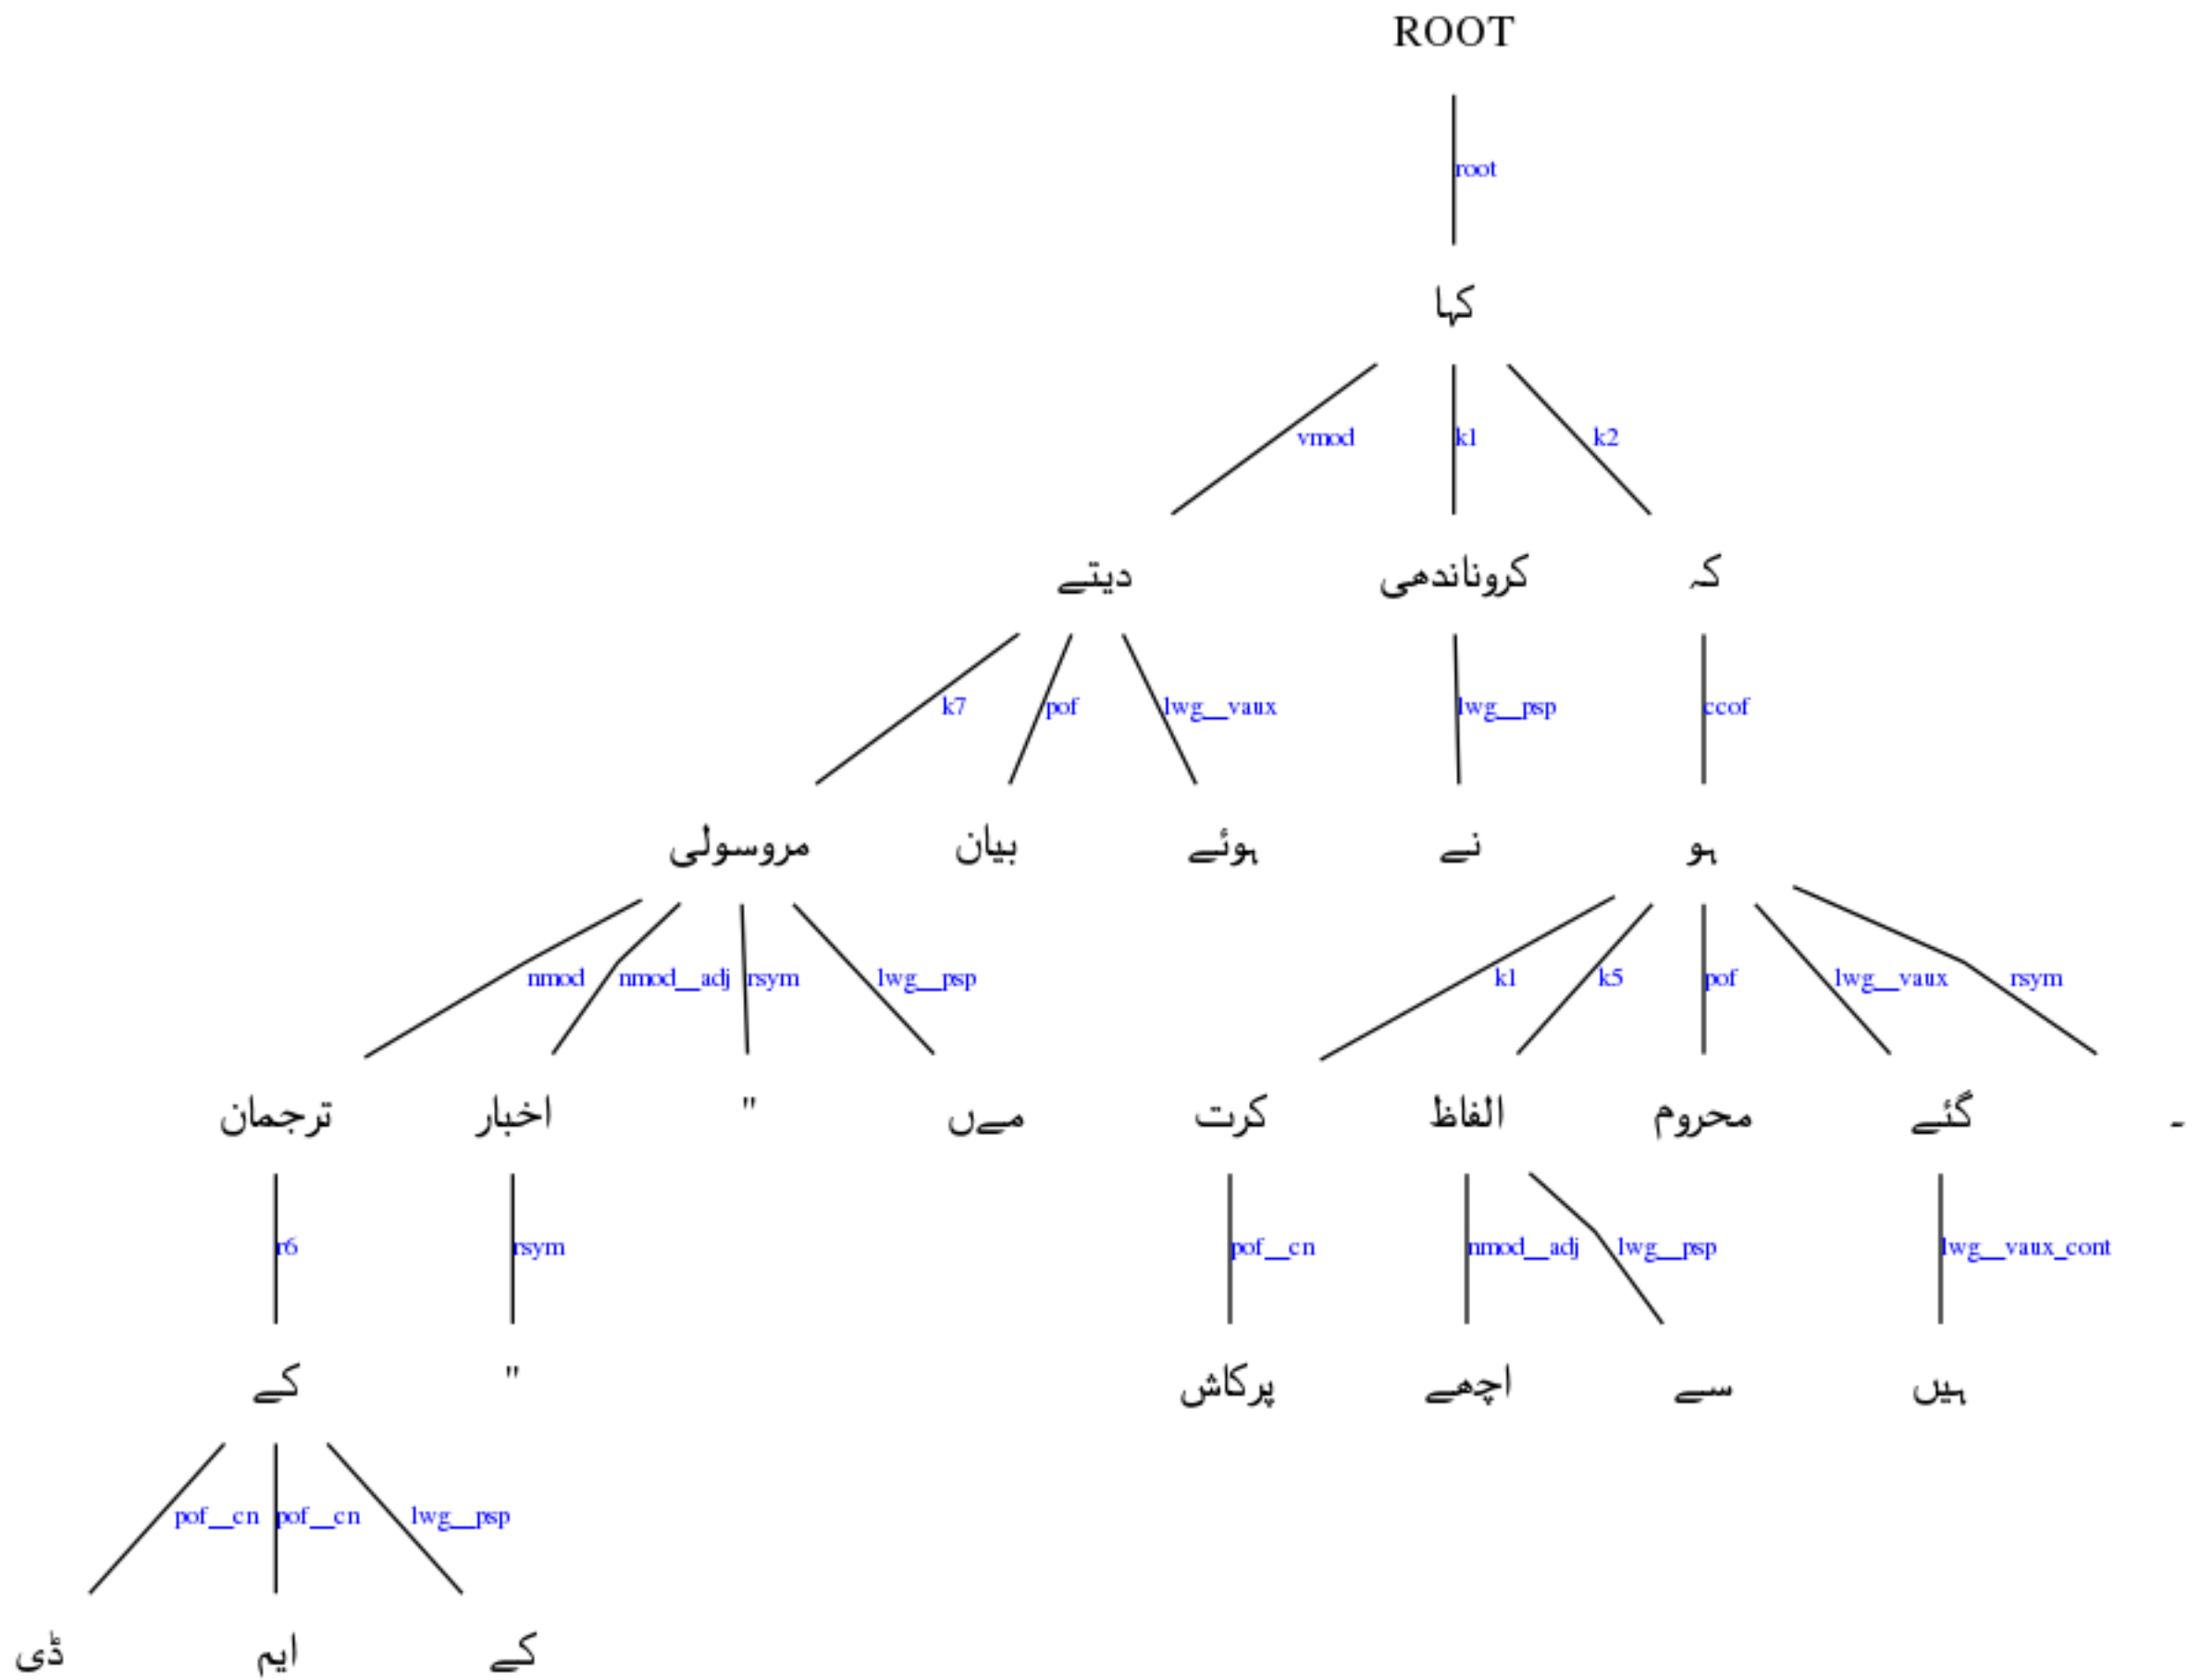 ROOT
root
کہا
vmod k1 k2
دیتے کروناندھی کہ
k7 pof lwg__vaux lwg__psp ccof
مروسولی بیان ہوئے نے ہو
nmod nmod__adj rsym lwg__psp k1 k5 pof lwg__vaux rsym
ترجمان اخبار " مےں کرت الفاظ محروم گئے ۔
r6 rsym pof__cn nmod__adj lwg__psp lwg__vaux_cont
کے " پرکاش اچھے سے ہیں
pof__cn pof__cn lwg__psp
ڈی ایم کے